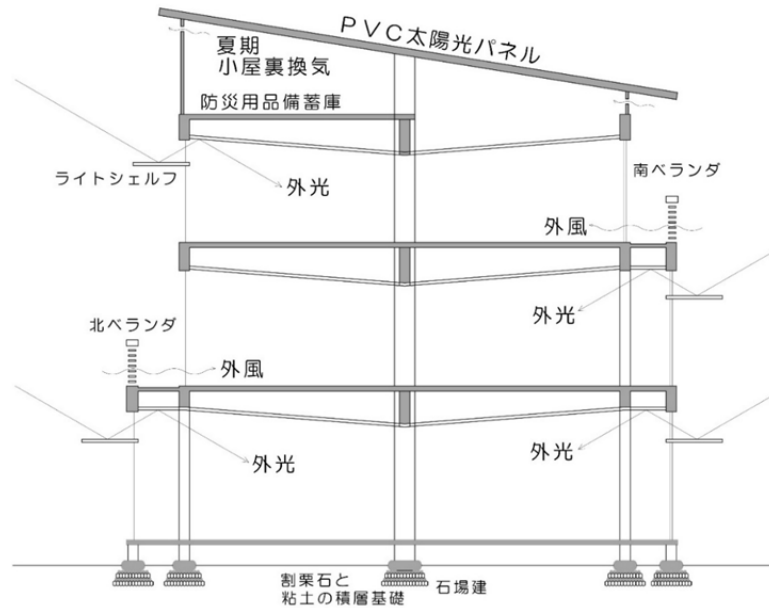 PVC太陽光パネル
夏期
小屋裏換気
防災用品備蓄庫
ライトシェルフ
外光
南ベランダ
外風
外光
北ベランダ
外風
外光
外光
割栗石と
粘土の積層基礎
石場建